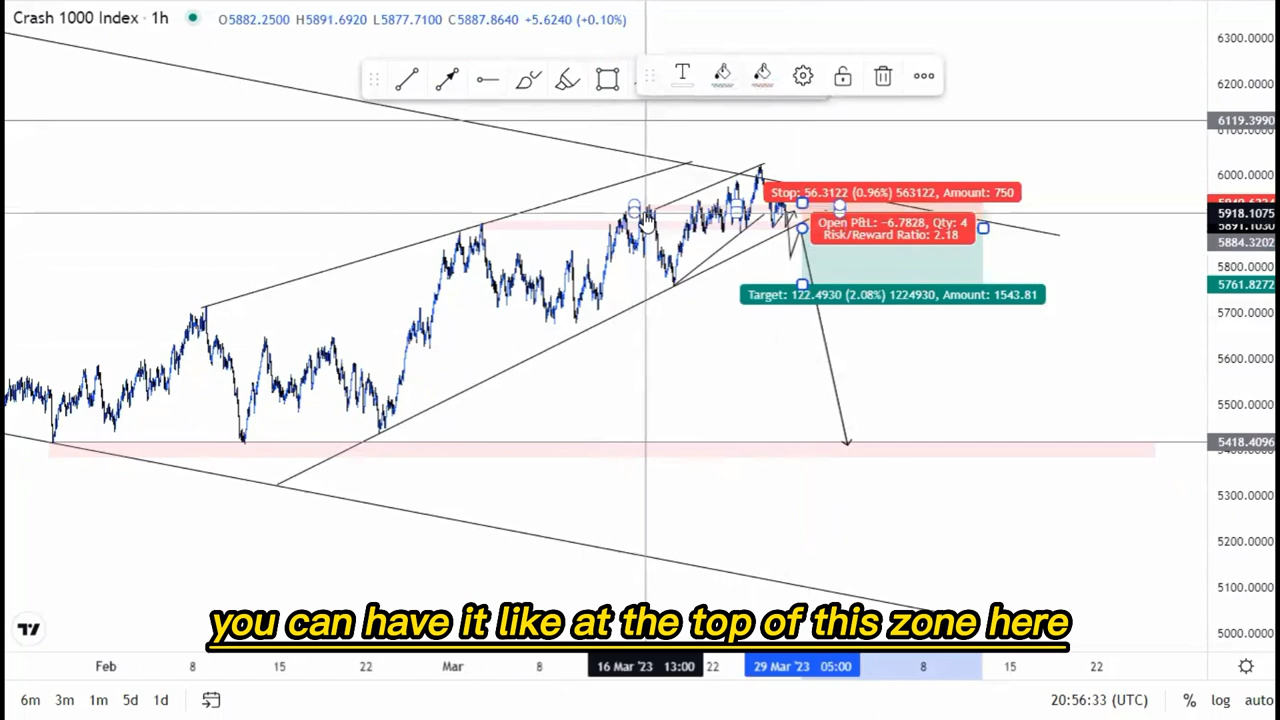 Crash 1000 Index · 1h
O5882.2500 H5891.6920 L5877.7100 C5887.8640 +5.6240 (+0.10%)
T
6300.0000
6200.0000
6119.3990
6000.0000
5918.1075
5884.3202
5800.0000
5761.8272
5700.0000
5600.0000
5500.0000
5418.4096
5300.0000
5200.0000
5100.0000
5000.0000
Stop: 56.3122 (0.96%) 563122, Amount: 750
Open P&L: −6.7828, Qty: 4
Risk/Reward Ratio: 2.18
Target: 122.4930 (2.08%) 1224930, Amount: 1543.81
you can have it like at the top of this zone here
Feb 8 15 22 Mar 8 16 Mar '23 13:00 22 29 Mar '23 05:00 8 15 22
3m 1m 5d 1d 6m
20:56:33 (UTC) % log auto